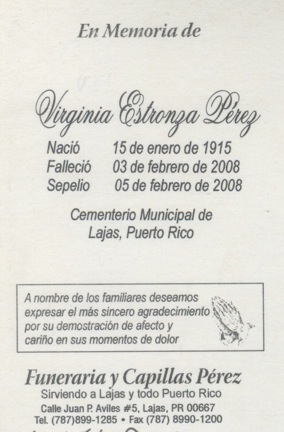 En Memoria de
Virginia Estronza Pérez
Nació 15 de enero de 1915
Falleció 03 de febrero de 2008
Sepelio 05 de febrero de 2008
Cementerio Municipal de
Lajas, Puerto Rico
A nombre de los familiares deseamos
expresar el más sincero agradecimiento
por su demostración de afecto y
cariño en sus momentos de dolor
Funeraria y Capillas Pérez
Sirviendo a Lajas y todo Puerto Rico
Calle Juan P. Aviles #5, Lajas, PR 00667
Tel. (787)899-1285 • Fax (787) 8990-1200